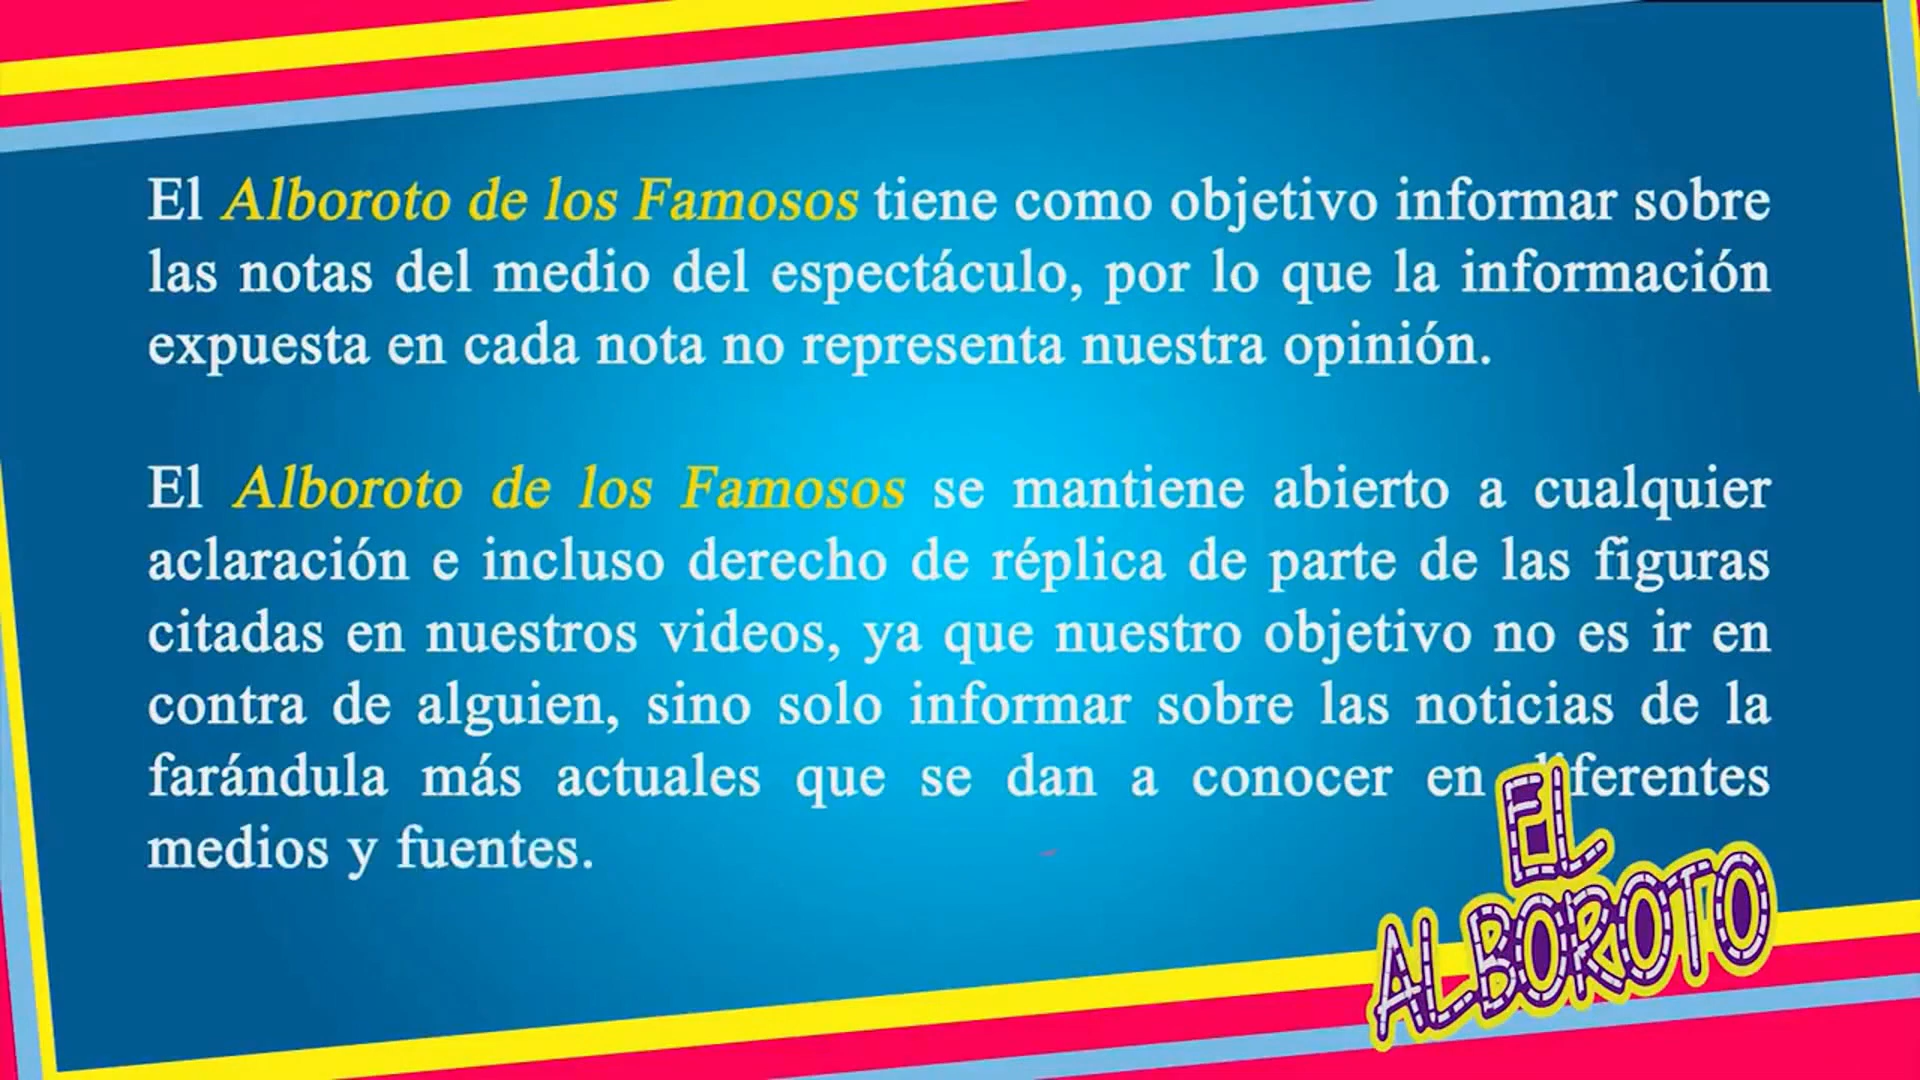 El Alboroto de los Famosos tiene como objetivo informar sobre
las notas del medio del espectáculo, por lo que la información
expuesta en cada nota no representa nuestra opinión.
El Alboroto de los Famosos se mantiene abierto a cualquier
aclaración e incluso derecho de réplica de parte de las figuras
citadas en nuestros videos, ya que nuestro objetivo no es ir en
contra de alguien, sino solo informar sobre las noticias de la
farándula más actuales que se dan a conocer en diferentes
medios y fuentes.
EL
ALBOROTO